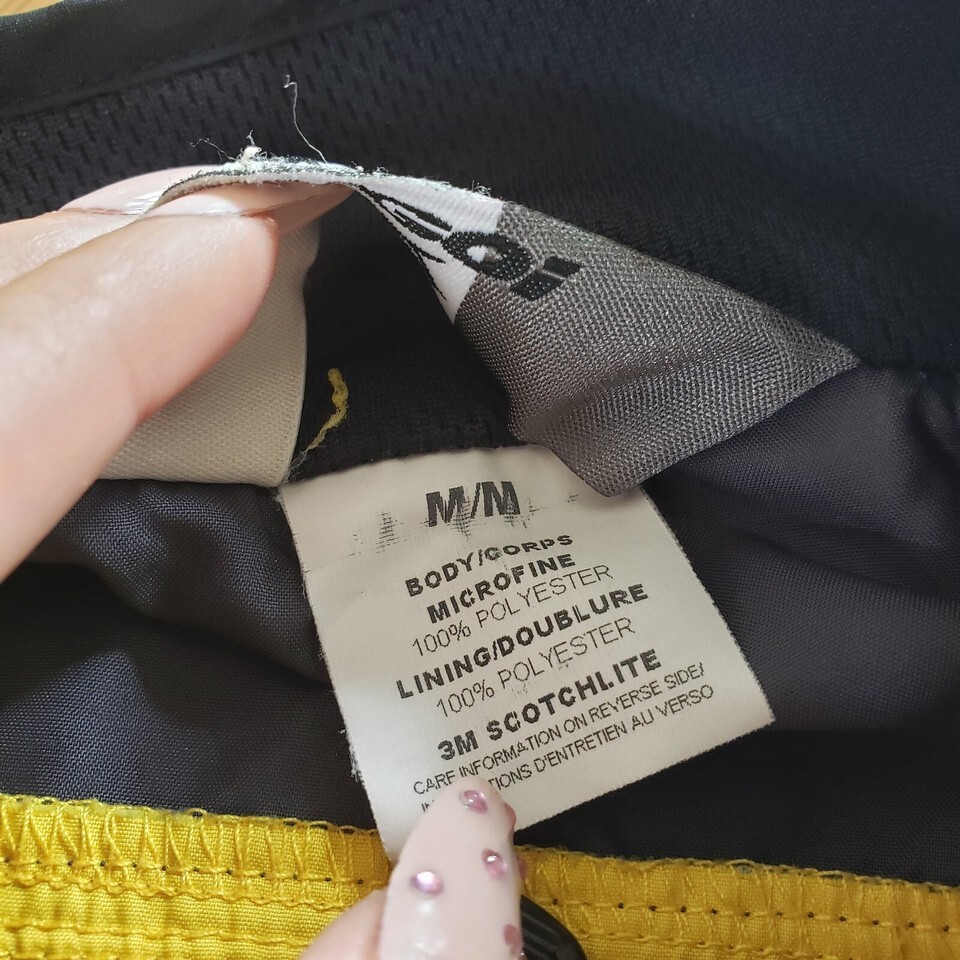 M/M
BODY/CORPS
MICROFINE
100% POLYESTER
LINING/DOUBLURE
100% POLYESTER
3M SCOTCHLITE
CARE INFORMATION ON REVERSE SIDE/
D'ENTRETIEN AU VERSO